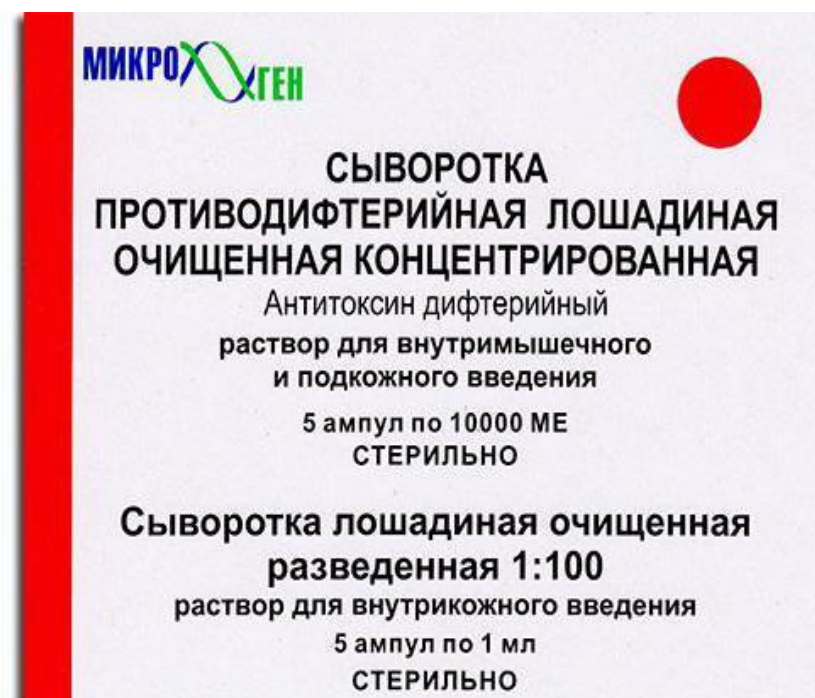 МИКРОГЕН
СЫВОРОТКА
ПРОТИВОДИФТЕРИЙНАЯ ЛОШАДИНАЯ
ОЧИЩЕННАЯ КОНЦЕНТРИРОВАННАЯ
Антитоксин дифтерийный
раствор для внутримышечного
и подкожного введения
5 ампул по 10000 МЕ
СТЕРИЛЬНО
Сыворотка лошадиная очищенная
разведенная 1:100
раствор для внутрикожного введения
5 ампул по 1 мл
СТЕРИЛЬНО